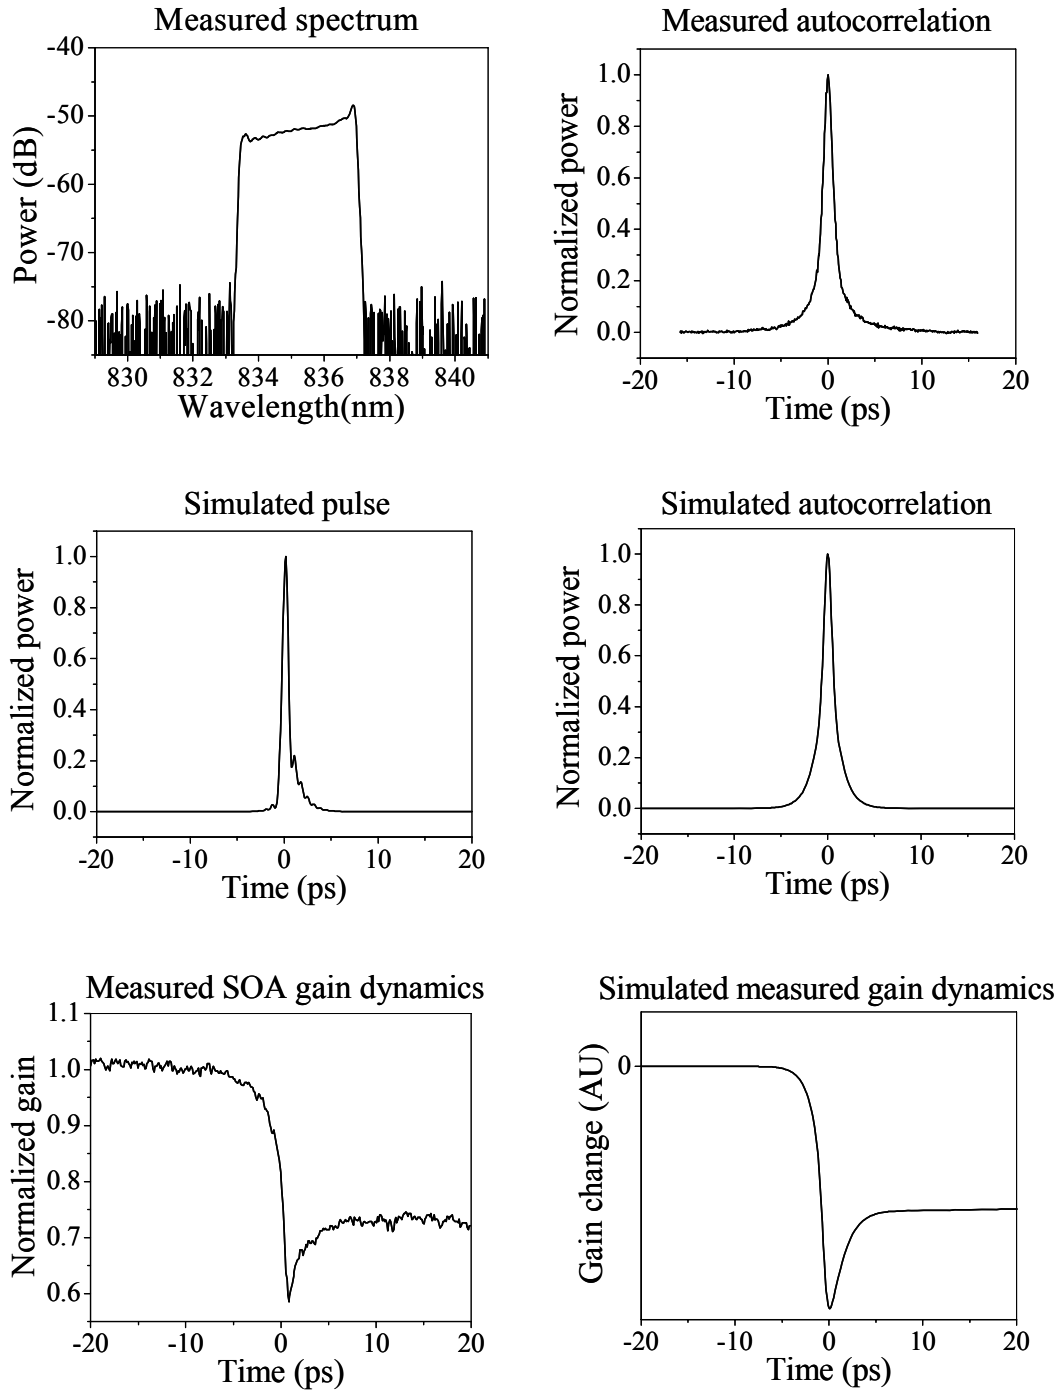 Measured spectrum
-40
-50
-60
-70
-80
Power (dB)
830 832 834 836 838 840
Wavelength(nm)
Measured autocorrelation
1.0
0.8
0.6
0.4
0.2
0.0
Normalized power
-20 -10 0 10 20
Time (ps)
Simulated pulse
1.0
0.8
0.6
0.4
0.2
0.0
Normalized power
-20 -10 0 10 20
Time (ps)
Simulated autocorrelation
1.0
0.8
0.6
0.4
0.2
0.0
Normalized power
-20 -10 0 10 20
Time (ps)
Measured SOA gain dynamics
1.1
1.0
0.9
0.8
0.7
0.6
Normalized gain
-20 -10 0 10 20
Time (ps)
Simulated measured gain dynamics
0
Gain change (AU)
-20 -10 0 10 20
Time (ps)